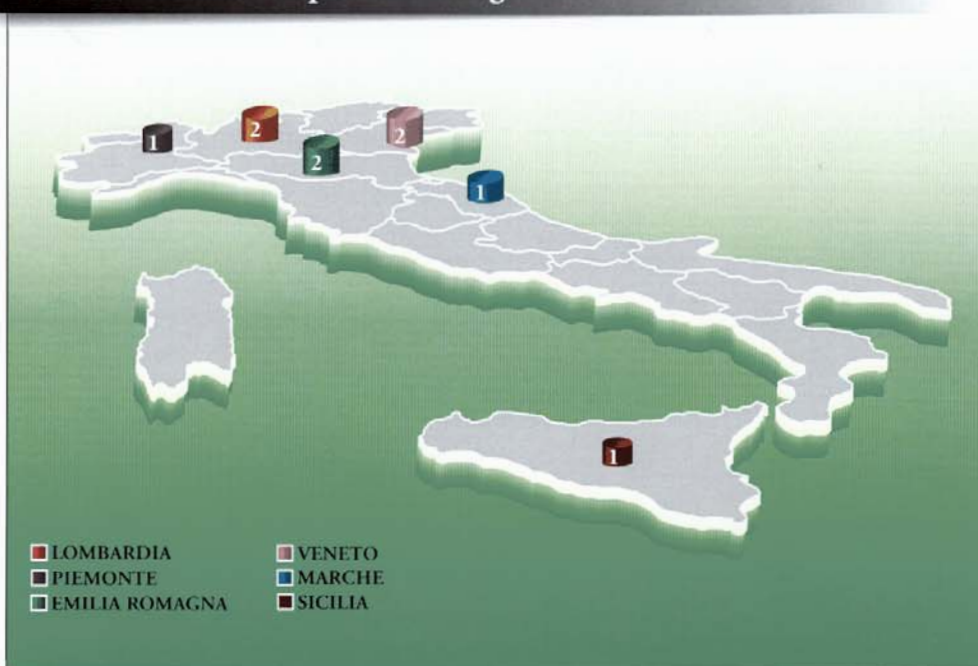 1
2
2
2
1
1
LOMBARDIA
PIEMONTE
EMILIA ROMAGNA
VENETO
MARCHE
SICILIA